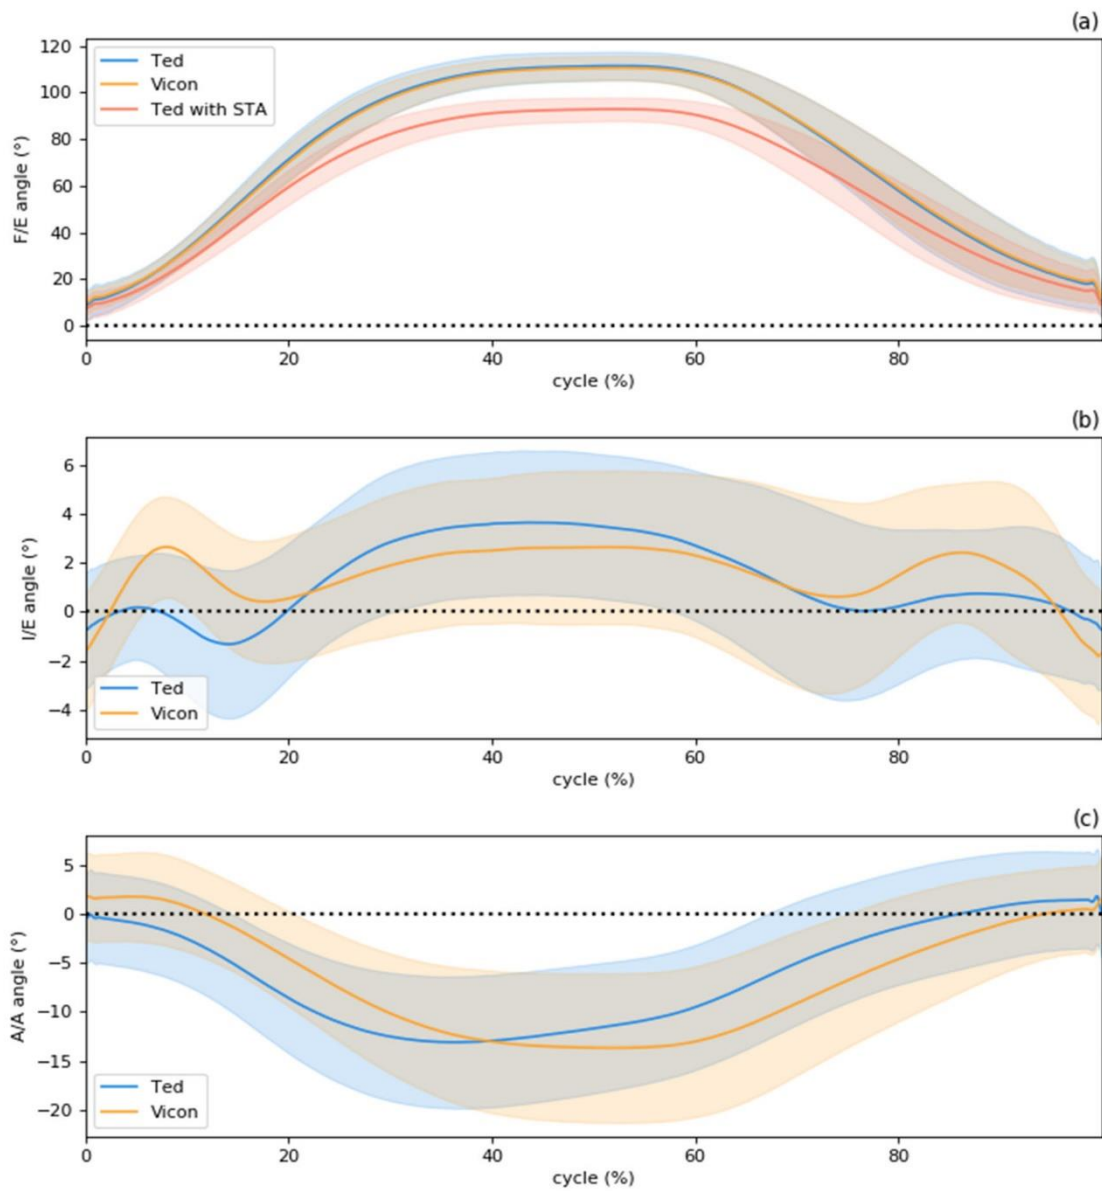 (a)
Ted
Vicon
Ted with STA
F/E angle (°)
120
100
80
60
40
20
0
0 20 40 60 80
cycle (%)
(b)
I/E angle (°)
6
4
2
0
−2
−4
Ted
Vicon
0 20 40 60 80
cycle (%)
(c)
A/A angle (°)
5
0
−5
−10
−15
−20
Ted
Vicon
0 20 40 60 80
cycle (%)